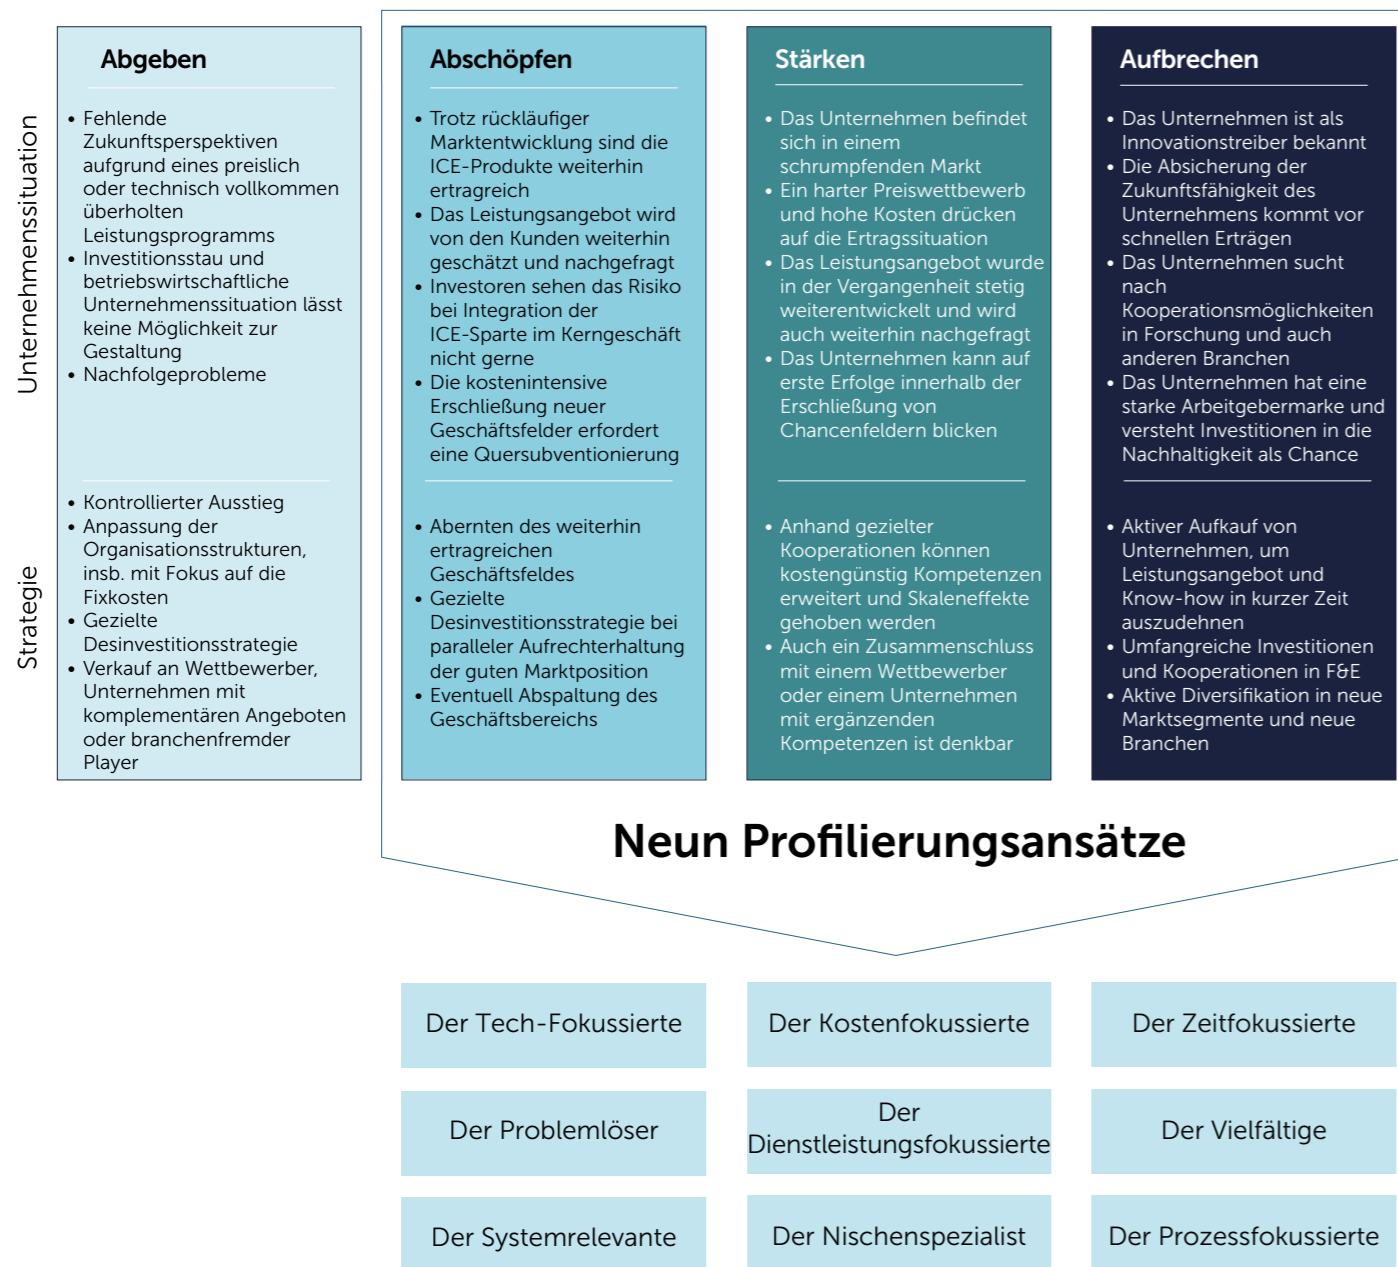 Unternehmenssituation
Strategie
Abgeben
• Fehlende
Zukunftsperspektiven
aufgrund eines preislich
oder technisch vollkommen
überholten
Leistungsprogramms
• Investitionsstau und
betriebswirtschaftliche
Unternehmenssituation lässt
keine Möglichkeit zur
Gestaltung
• Nachfolgeprobleme
• Kontrollierter Ausstieg
• Anpassung der
Organisationsstrukturen,
insb. mit Fokus auf die
Fixkosten
• Gezielte
Desinvestitionsstrategie
• Verkauf an Wettbewerber,
Unternehmen mit
komplementären Angeboten
oder branchenfremder
Player
Abschöpfen
• Trotz rückläufiger
Marktentwicklung sind die
ICE-Produkte weiterhin
ertragreich
• Das Leistungsangebot wird
von den Kunden weiterhin
geschätzt und nachgefragt
• Investoren sehen das Risiko
bei Integration der
ICE-Sparte im Kerngeschäft
nicht gerne
• Die kostenintensive
Erschließung neuer
Geschäftsfelder erfordert
eine Quersubventionierung
• Abernten des weiterhin
ertragreichen
Geschäftsfeldes
• Gezielte
Desinvestitionsstrategie bei
paralleler Aufrechterhaltung
der guten Marktposition
• Eventuell Abspaltung des
Geschäftsbereichs
Stärken
• Das Unternehmen befindet
sich in einem
schrumpfenden Markt
• Ein harter Preiswettbewerb
und hohe Kosten drücken
auf die Ertragssituation
• Das Leistungsangebot wurde
in der Vergangenheit stetig
weiterentwickelt und wird
auch weiterhin nachgefragt
• Das Unternehmen kann auf
erste Erfolge innerhalb der
Erschließung von
Chancenfeldern blicken
• Anhand gezielter
Kooperationen können
kostengünstig Kompetenzen
erweitert und Skaleneffekte
gehoben werden
• Auch ein Zusammenschluss
mit einem Wettbewerber
oder einem Unternehmen
mit ergänzenden
Kompetenzen ist denkbar
Aufbrechen
• Das Unternehmen ist als
Innovationstreiber bekannt
• Die Absicherung der
Zukunftsfähigkeit des
Unternehmens kommt vor
schnellen Erträgen
• Das Unternehmen sucht
nach
Kooperationsmöglichkeiten
in Forschung und auch
anderen Branchen
• Das Unternehmen hat eine
starke Arbeitgebermarke und
versteht Investitionen in die
Nachhaltigkeit als Chance
• Aktiver Aufkauf von
Unternehmen, um
Leistungsangebot und
Know-how in kurzer Zeit
auszudehnen
• Umfangreiche Investitionen
und Kooperationen in F&E
• Aktive Diversifikation in neue
Marktsegmente und neue
Branchen
Neun Profilierungsansätze
Der Tech-Fokussierte
Der Kostenfokussierte
Der Zeitfokussierte
Der Problemlöser
Der
Dienstleistungsfokussierte
Der Vielfältige
Der Systemrelevante
Der Nischenspezialist
Der Prozessfokussierte